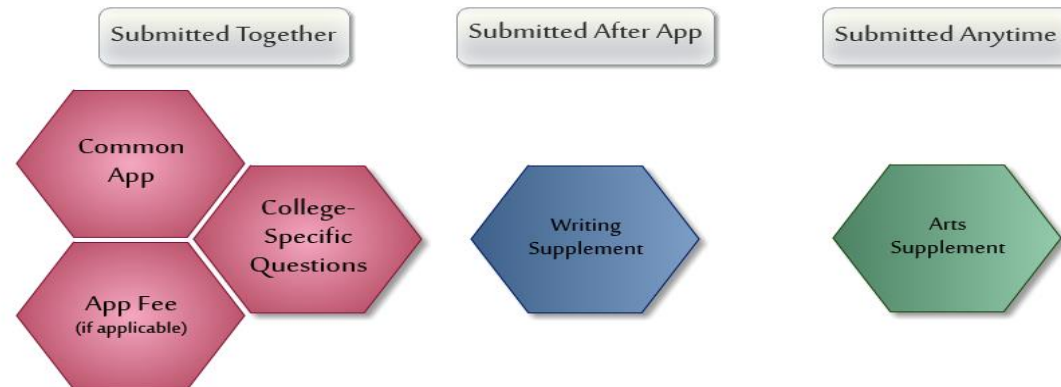 Submitted Together
Submitted After App
Submitted Anytime
Common
App
College-
Specific
Questions
App Fee
(if applicable)
Writing
Supplement
Arts
Supplement